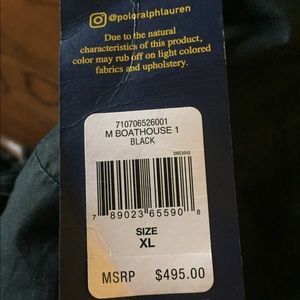 @poloralphlauren
Due to the natural
characteristics of this product,
color may rub off on light colored
fabrics and upholstery.
710706526001
M BOATHOUSE 1
BLACK
DNS3005
7 89023 65590 8
SIZE
XL
MSRP $495.00